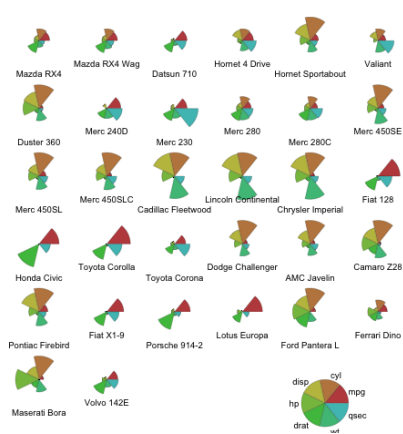 Mazda RX4
Mazda RX4 Wag
Datsun 710
Hornet 4 Drive
Hornet Sportabout
Valiant
Duster 360
Merc 240D
Merc 230
Merc 280
Merc 280C
Merc 450SE
Merc 450SL
Merc 450SLC
Cadillac Fleetwood
Lincoln Continental
Chrysler Imperial
Fiat 128
Honda Civic
Toyota Corolla
Toyota Corona
Dodge Challenger
AMC Javelin
Camaro Z28
Pontiac Firebird
Fiat X1-9
Porsche 914-2
Lotus Europa
Ford Pantera L
Ferrari Dino
Maserati Bora
Volvo 142E
cyl
disp
mpg
hp
qsec
drat
wt